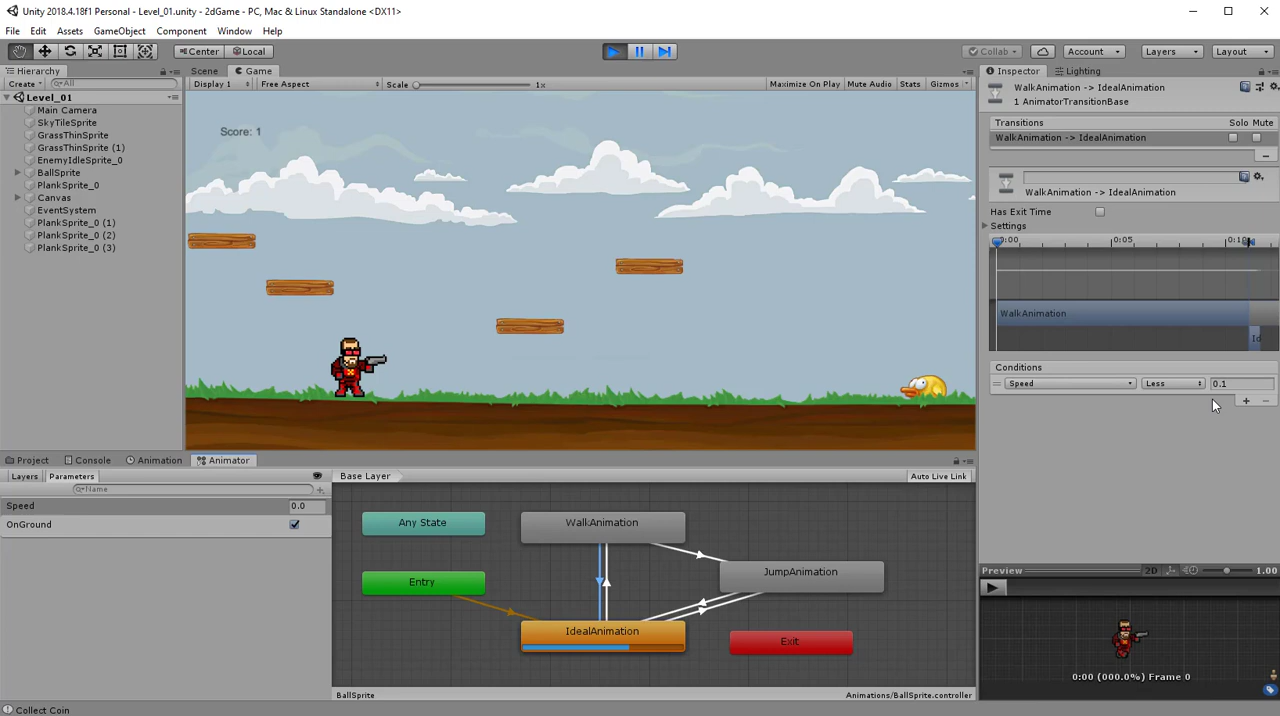 Unity 2018.4.18f1 Personal - Level_01.unity - 2dGame - PC, Mac & Linux Standalone <DX11>
File Edit Assets GameObject Component Window Help
Center Local Collab Account Layers Layout
Hierarchy
Create All
Level_01
Main Camera
SkyTileSprite
GrassThinSprite
GrassThinSprite (1)
EnemyIdleSprite_0
BallSprite
PlankSprite_0
Canvas
EventSystem
PlankSprite_0 (1)
PlankSprite_0 (2)
PlankSprite_0 (3)
Scene Game
Display 1 Free Aspect Scale 1x Maximize On Play Mute Audio Stats Gizmos
Score: 1
Inspector Lighting
WalkAnimation -> IdealAnimation
1 AnimatorTransitionBase
Transitions Solo Mute
WalkAnimation -> IdealAnimation
WalkAnimation -> IdealAnimation
Has Exit Time
Settings
0:00 0:05 0:10
WalkAnimation
Id
Conditions
Speed Less 0.1
Project Console Animation Animator
Layers Parameters
Name
Speed 0.0
OnGround
Base Layer Auto Live Link
Any State
WalkAnimation
Entry
JumpAnimation
IdealAnimation
Exit
BallSprite Animations/BallSprite.controller
Preview 2D 1.00
0:00 (000.0%) Frame 0
Collect Coin